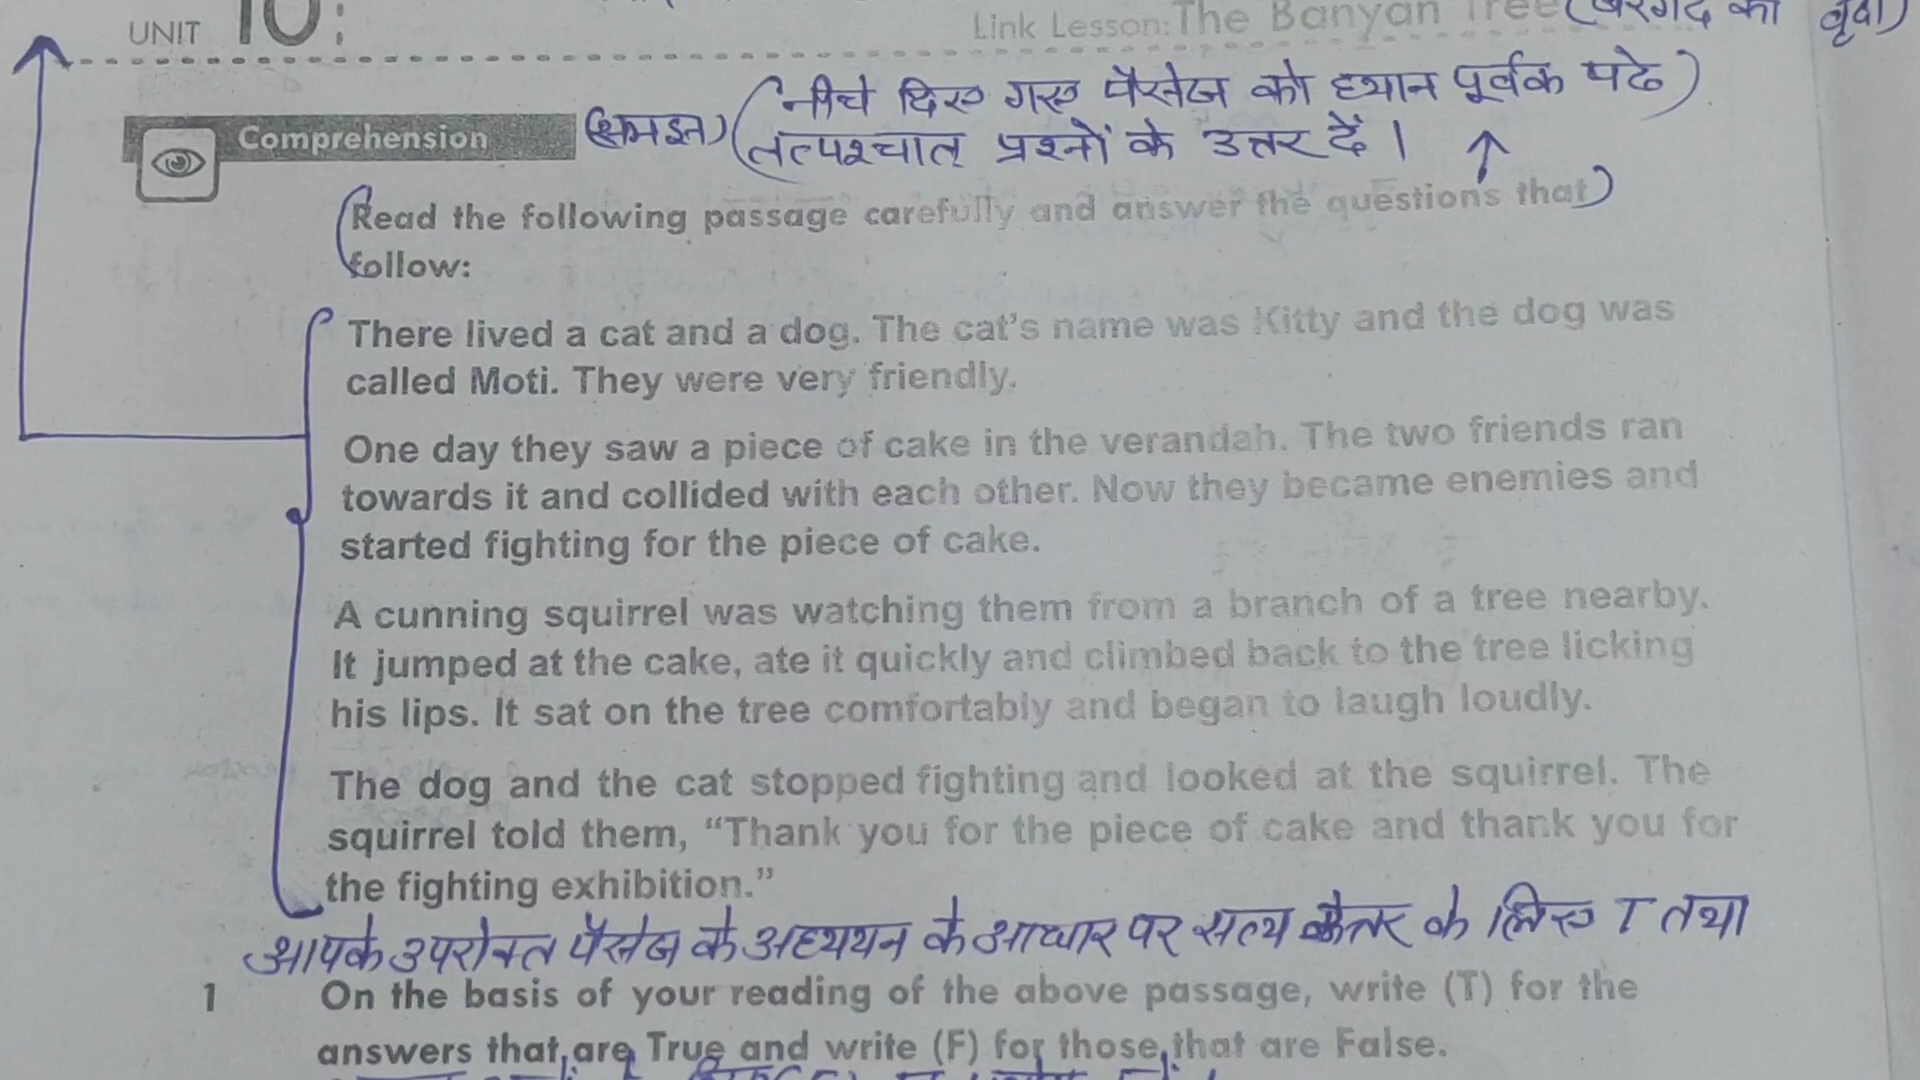 UNIT 10:
Link Lesson: The Banyan Tree (बरगद का वृक्ष)
(नीचे दिए गए पैसेज को ध्यान पूर्वक पढे)
Comprehension (समझन) तत्पश्चात् प्रश्नों के उत्तर दें।
(Read the following passage carefully and answer the questions that)
follow:
There lived a cat and a dog. The cat's name was Kitty and the dog was
called Moti. They were very friendly.
One day they saw a piece of cake in the verandah. The two friends ran
towards it and collided with each other. Now they became enemies and
started fighting for the piece of cake.
A cunning squirrel was watching them from a branch of a tree nearby.
It jumped at the cake, ate it quickly and climbed back to the tree licking
his lips. It sat on the tree comfortably and began to laugh loudly.
The dog and the cat stopped fighting and looked at the squirrel. The
squirrel told them, "Thank you for the piece of cake and thank you for
the fighting exhibition."
आपके उपरोक्त पैसेज के अध्ययन के आधार पर सत्य के लिए T तथा
1 On the basis of your reading of the above passage, write (T) for the
answers that are True and write (F) for those that are False.